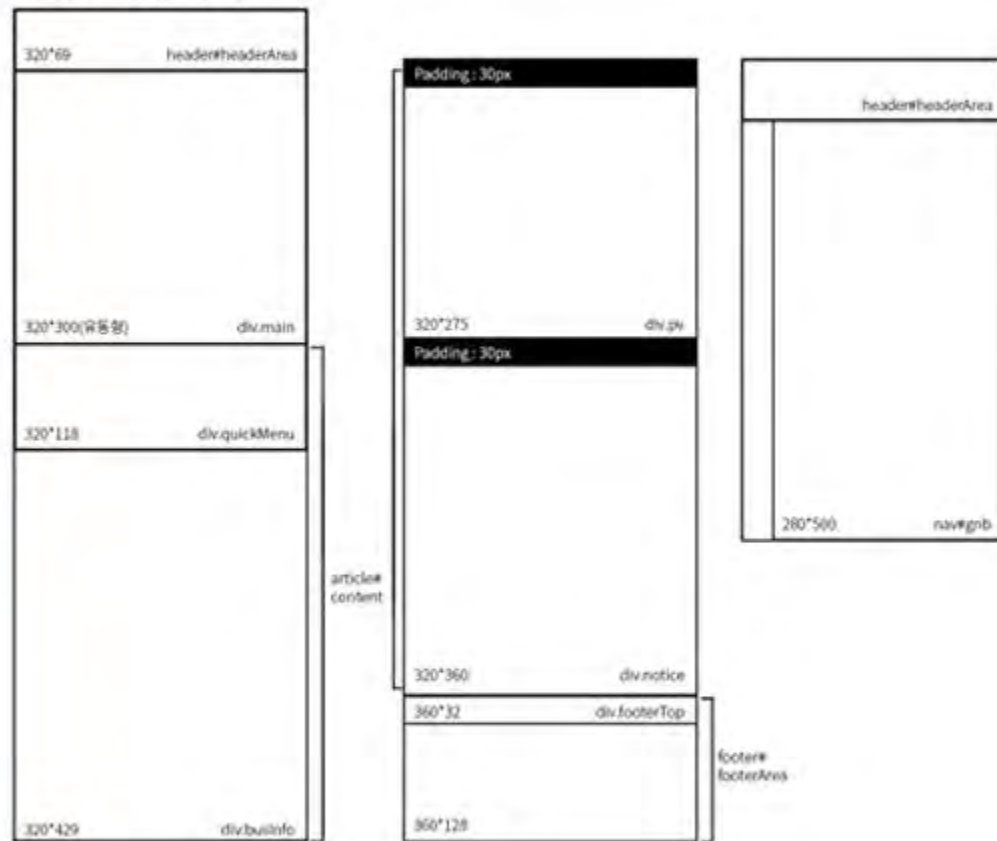 320*69 header#headerArea
320*300(유동형) div.main
320*118 div.quickMenu
320*429 div.busInfo
article#
content
Padding : 30px
320*275 div.pv
Padding : 30px
320*360 div.notice
360*32 div.footerTop
360*128
footer#
footerArea
header#headerArea
280*500 nav#gnb